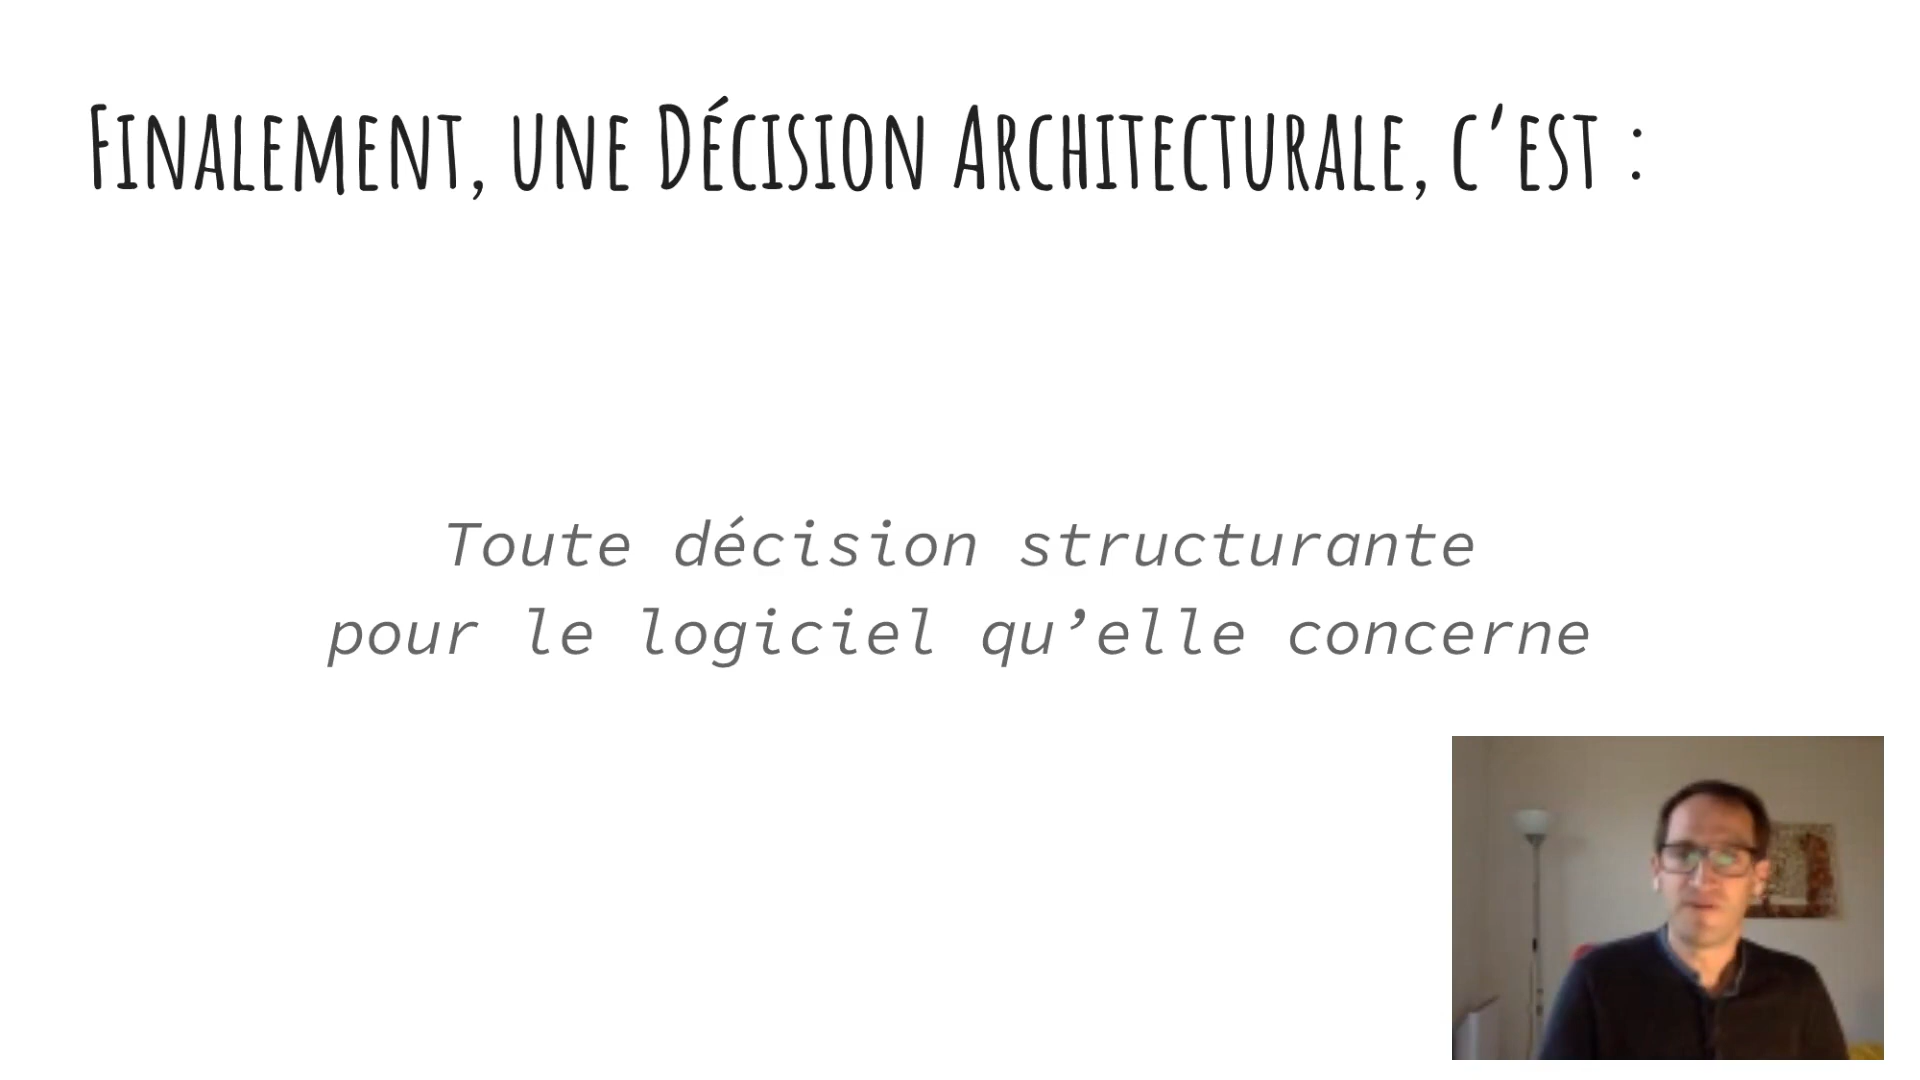 Finalement, une Décision Architecturale, c’est :
Toute décision structurante
pour le logiciel qu’elle concerne